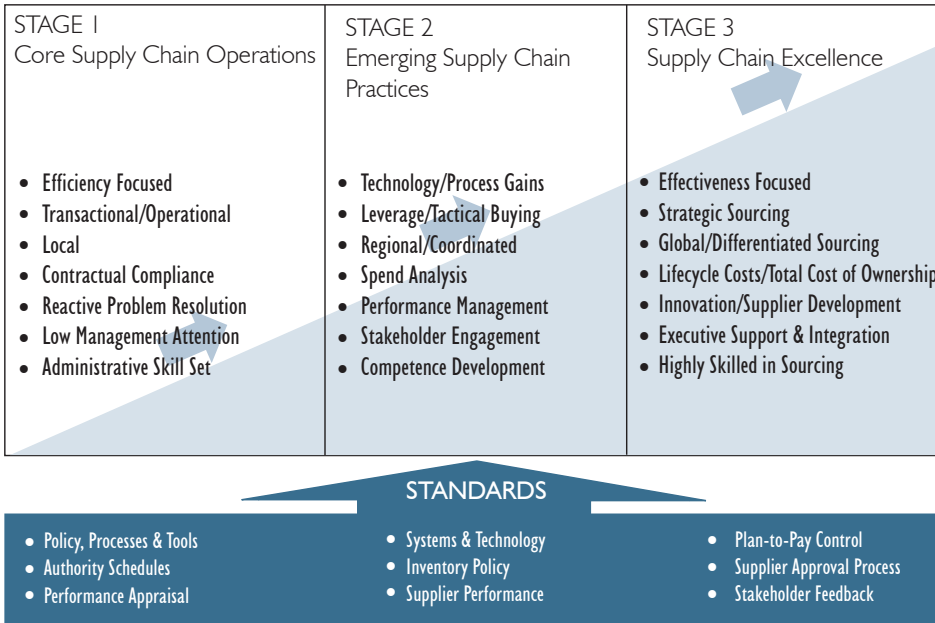 STAGE 1
Core Supply Chain Operations
• Efficiency Focused
• Transactional/Operational
• Local
• Contractual Compliance
• Reactive Problem Resolution
• Low Management Attention
• Administrative Skill Set
STAGE 2
Emerging Supply Chain
Practices
• Technology/Process Gains
• Leverage/Tactical Buying
• Regional/Coordinated
• Spend Analysis
• Performance Management
• Stakeholder Engagement
• Competence Development
STAGE 3
Supply Chain Excellence
• Effectiveness Focused
• Strategic Sourcing
• Global/Differentiated Sourcing
• Lifecycle Costs/Total Cost of Ownership
• Innovation/Supplier Development
• Executive Support & Integration
• Highly Skilled in Sourcing
STANDARDS
• Policy, Processes & Tools
• Authority Schedules
• Performance Appraisal
• Systems & Technology
• Inventory Policy
• Supplier Performance
• Plan-to-Pay Control
• Supplier Approval Process
• Stakeholder Feedback